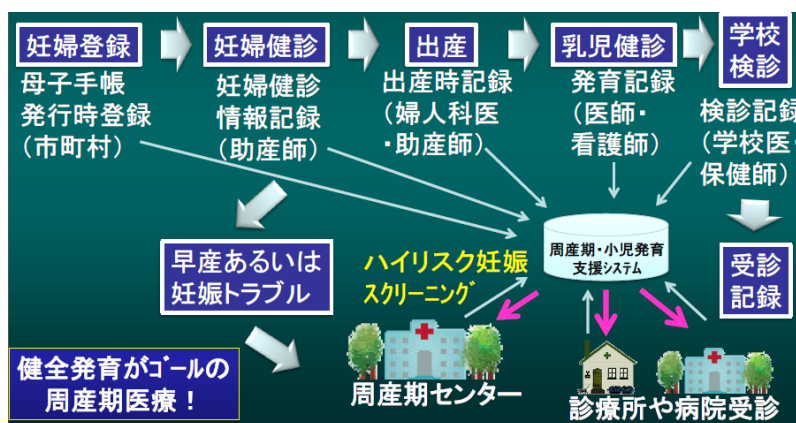 妊婦登録
母子手帳
発行時登録
（市町村）
妊婦健診
妊婦健診
情報記録
（助産師）
出産
出産時記録
（婦人科医
・助産師）
乳児健診
発育記録
（医師・
看護師）
学校
検診
検診記録
（学校医・
保健師）
早産あるいは
妊娠トラブル
ハイリスク妊娠
ｽｸﾘｰﾆﾝｸﾞ
周産期・小児発育
支援ｼｽﾃﾑ
受診
記録
健全発育がｺﾞｰﾙの
周産期医療！
周産期センター
診療所や病院受診